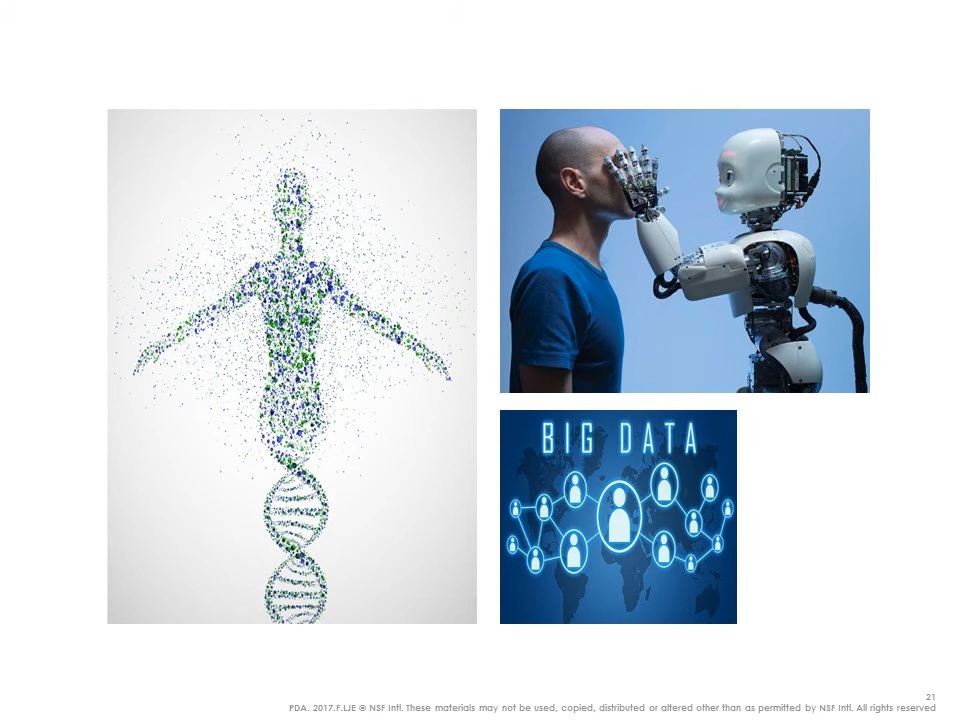 BIG DATA
21
PDA. 2017.F.LJE ® NSF Intl. These materials may not be used, copied, distributed or altered other than as permitted by NSF Intl. All rights reserved